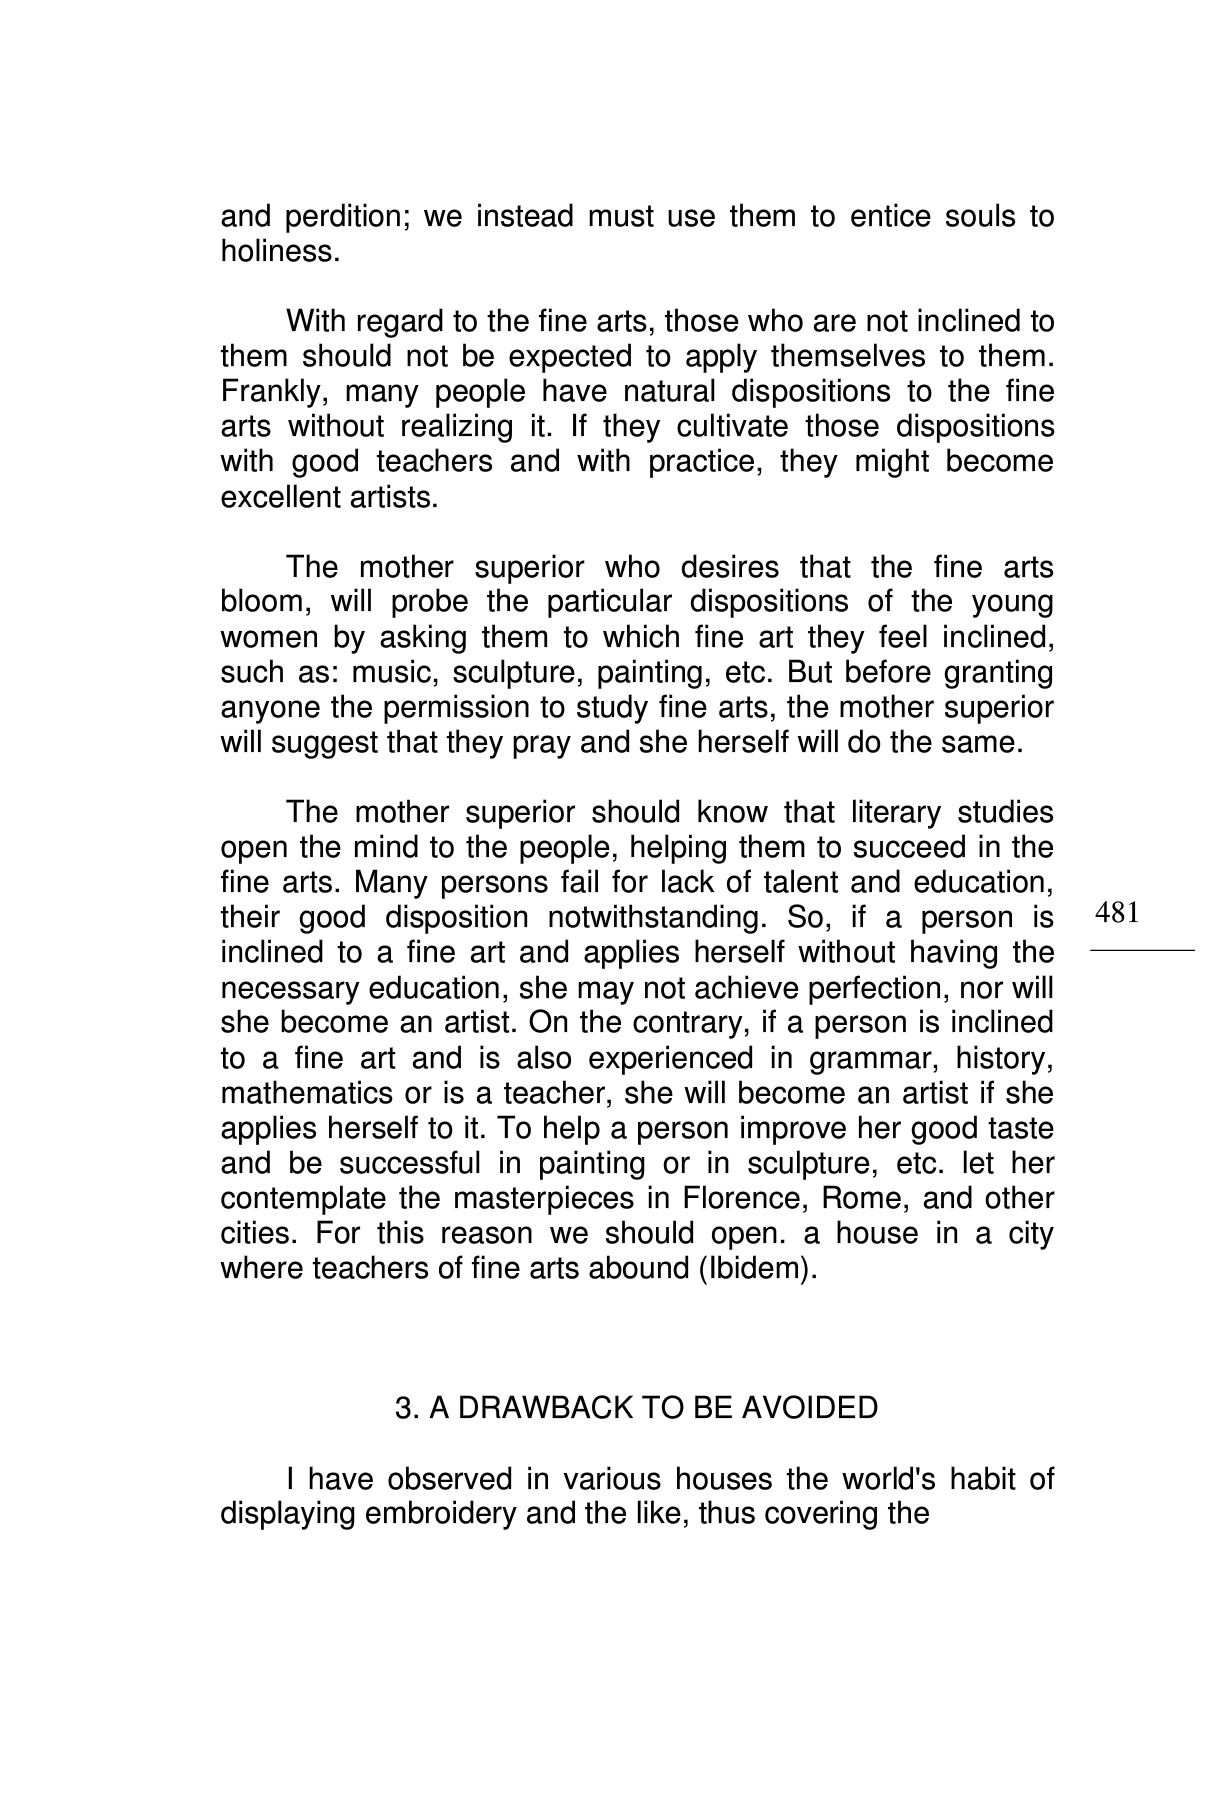 and perdition; we instead must use them to entice souls to
holiness.
With regard to the fine arts, those who are not inclined to
them should not be expected to apply themselves to them.
Frankly, many people have natural dispositions to the fine
arts without realizing it. If they cultivate those dispositions
with good teachers and with practice, they might become
excellent artists.
The mother superior who desires that the fine arts
bloom, will probe the particular dispositions of the young
women by asking them to which fine art they feel inclined,
such as: music, sculpture, painting, etc. But before granting
anyone the permission to study fine arts, the mother superior
will suggest that they pray and she herself will do the same.
The mother superior should know that literary studies
open the mind to the people, helping them to succeed in the
fine arts. Many persons fail for lack of talent and education,
their good disposition notwithstanding. So, if a person is
inclined to a fine art and applies herself without having the
necessary education, she may not achieve perfection, nor will
she become an artist. On the contrary, if a person is inclined
to a fine art and is also experienced in grammar, history,
mathematics or is a teacher, she will become an artist if she
applies herself to it. To help a person improve her good taste
and be successful in painting or in sculpture, etc. let her
contemplate the masterpieces in Florence, Rome, and other
cities. For this reason we should open. a house in a city
where teachers of fine arts abound (Ibidem).
481
3. A DRAWBACK TO BE AVOIDED
I have observed in various houses the world's habit of
displaying embroidery and the like, thus covering the